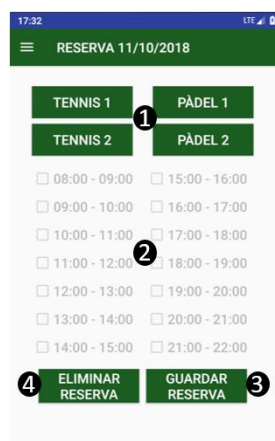 17:32 LTE
RESERVA 11/10/2018
TENNIS 1 PÀDEL 1
1
TENNIS 2 PÀDEL 2
08:00 - 09:00 15:00 - 16:00
09:00 - 10:00 16:00 - 17:00
10:00 - 11:00 17:00 - 18:00
2
11:00 - 12:00 18:00 - 19:00
12:00 - 13:00 19:00 - 20:00
13:00 - 14:00 20:00 - 21:00
14:00 - 15:00 21:00 - 22:00
4 ELIMINAR GUARDAR 3
RESERVA RESERVA